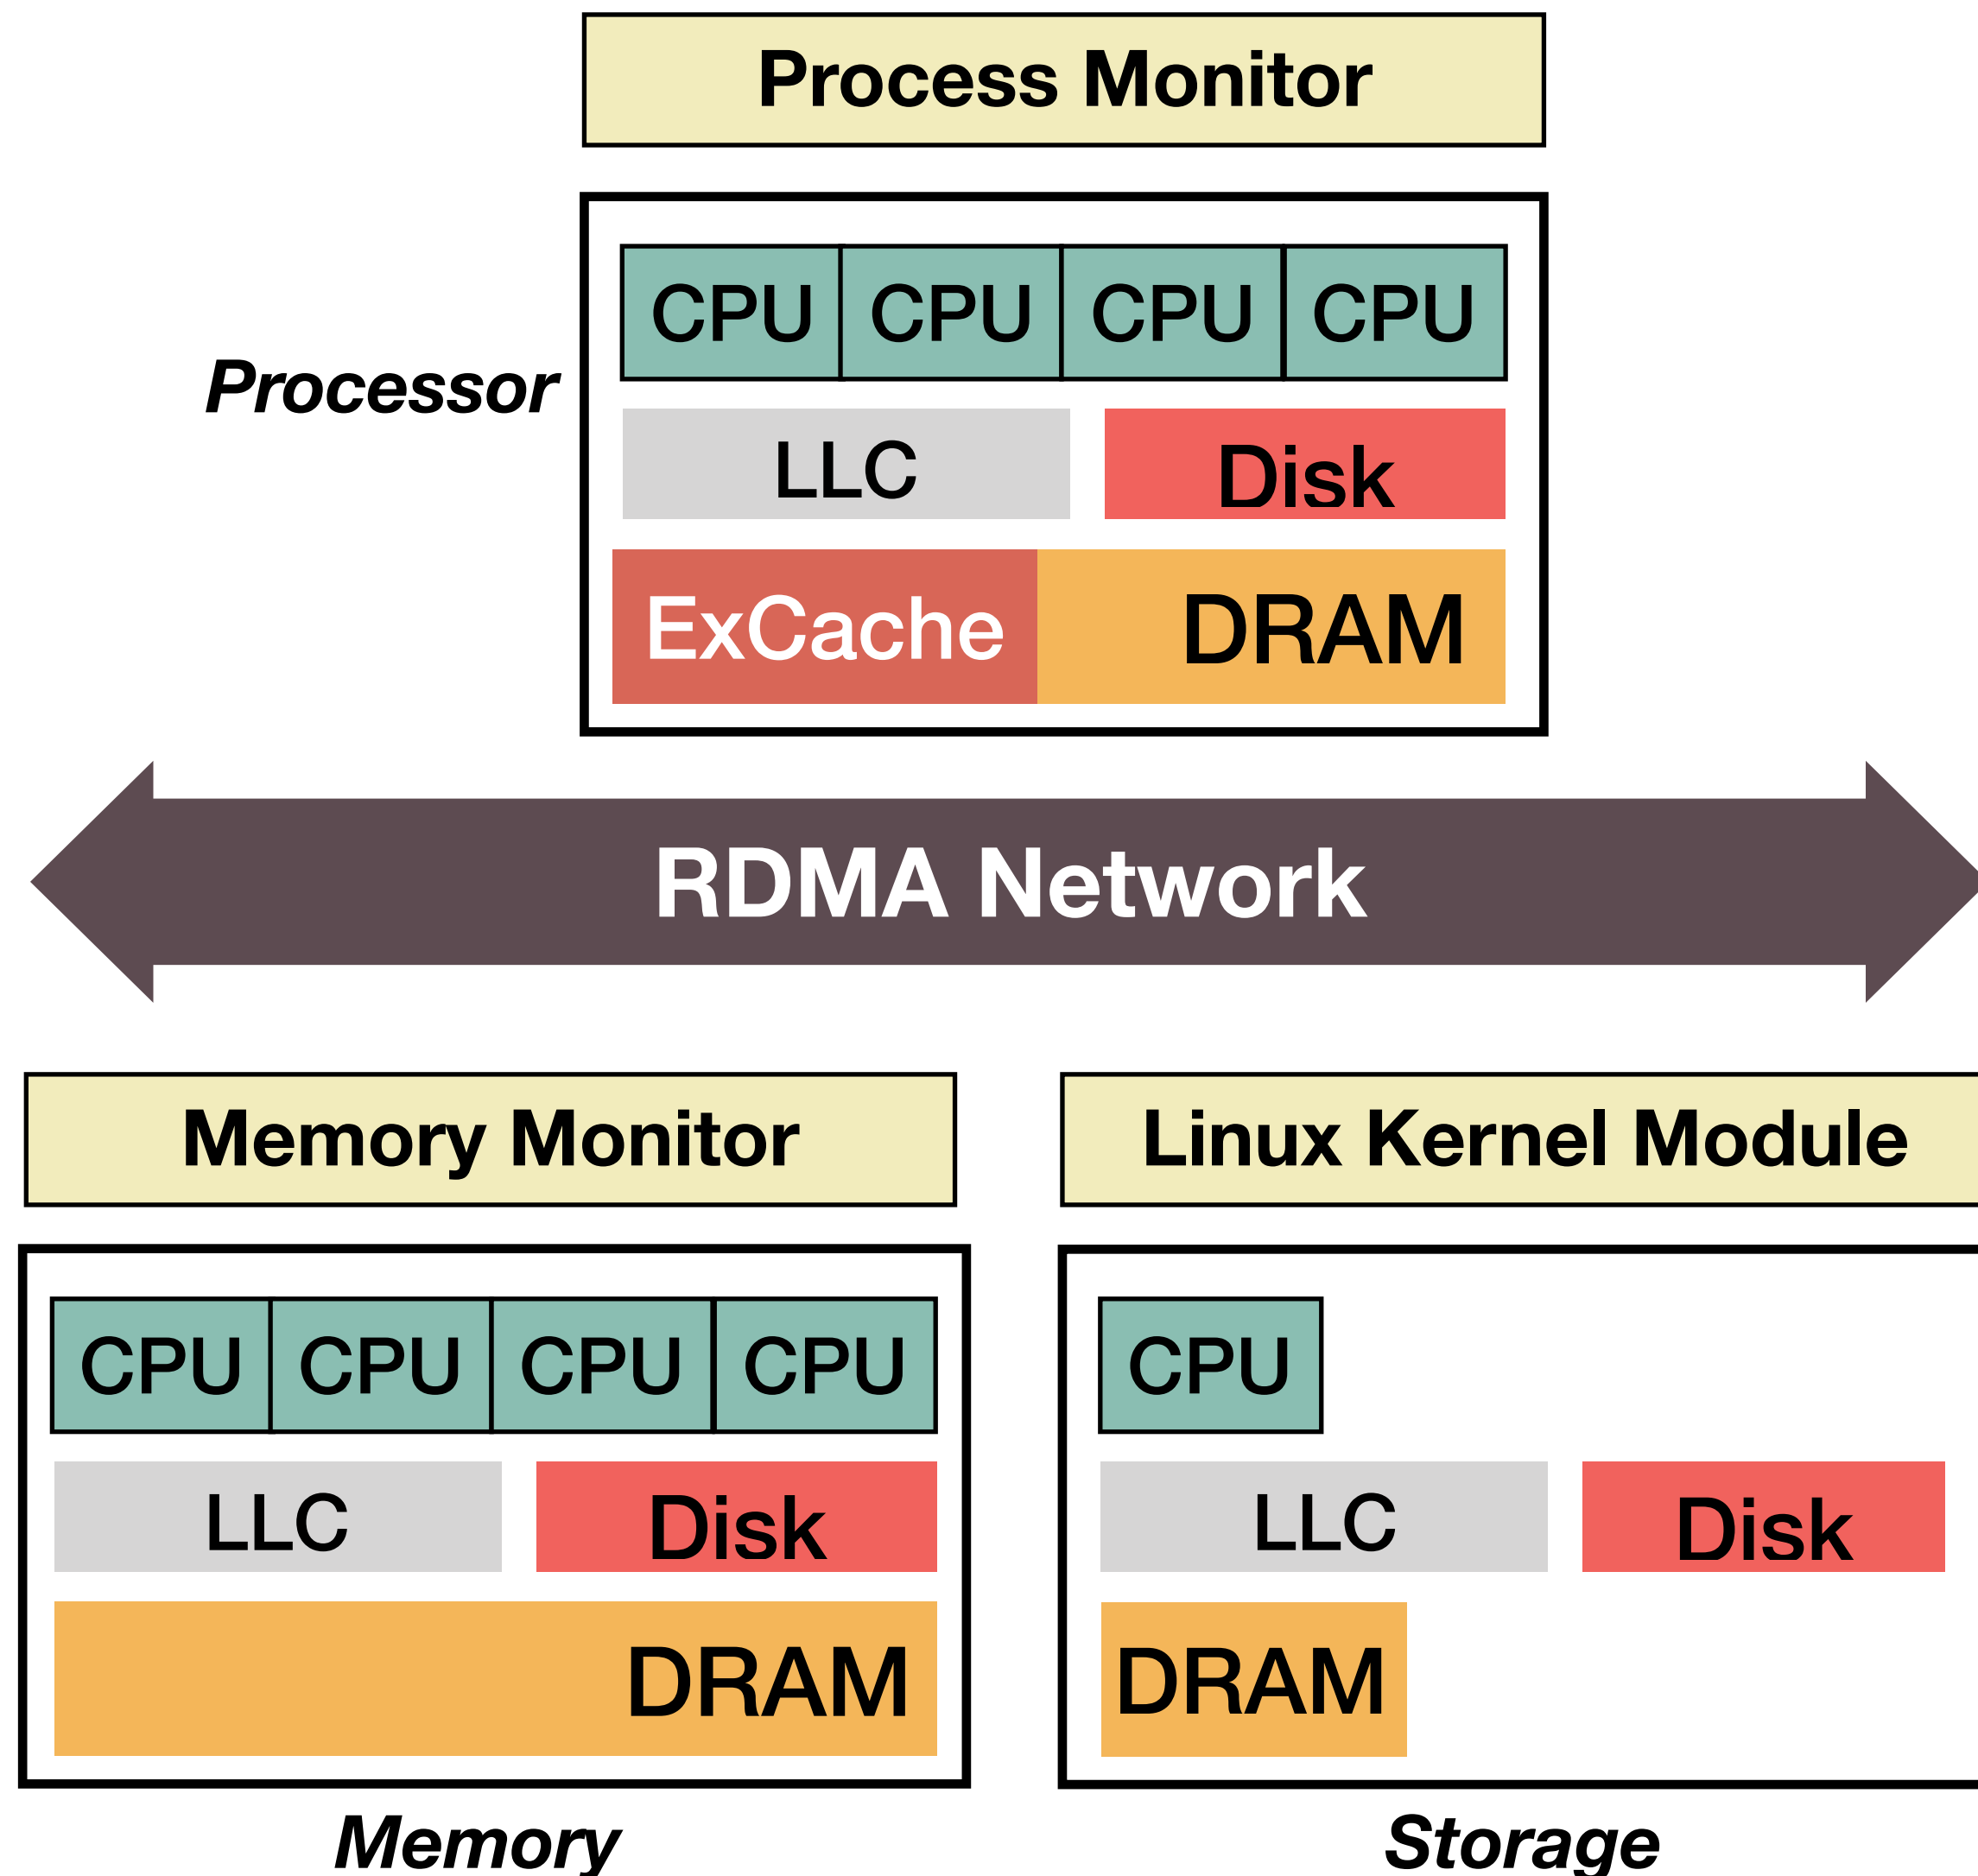 Process Monitor
CPU CPU CPU CPU
Processor
LLC Disk
ExCache DRAM
RDMA Network
Memory Monitor
Linux Kernel Module
CPU CPU CPU CPU
CPU
LLC Disk
LLC Disk
DRAM
DRAM
Memory
Storage